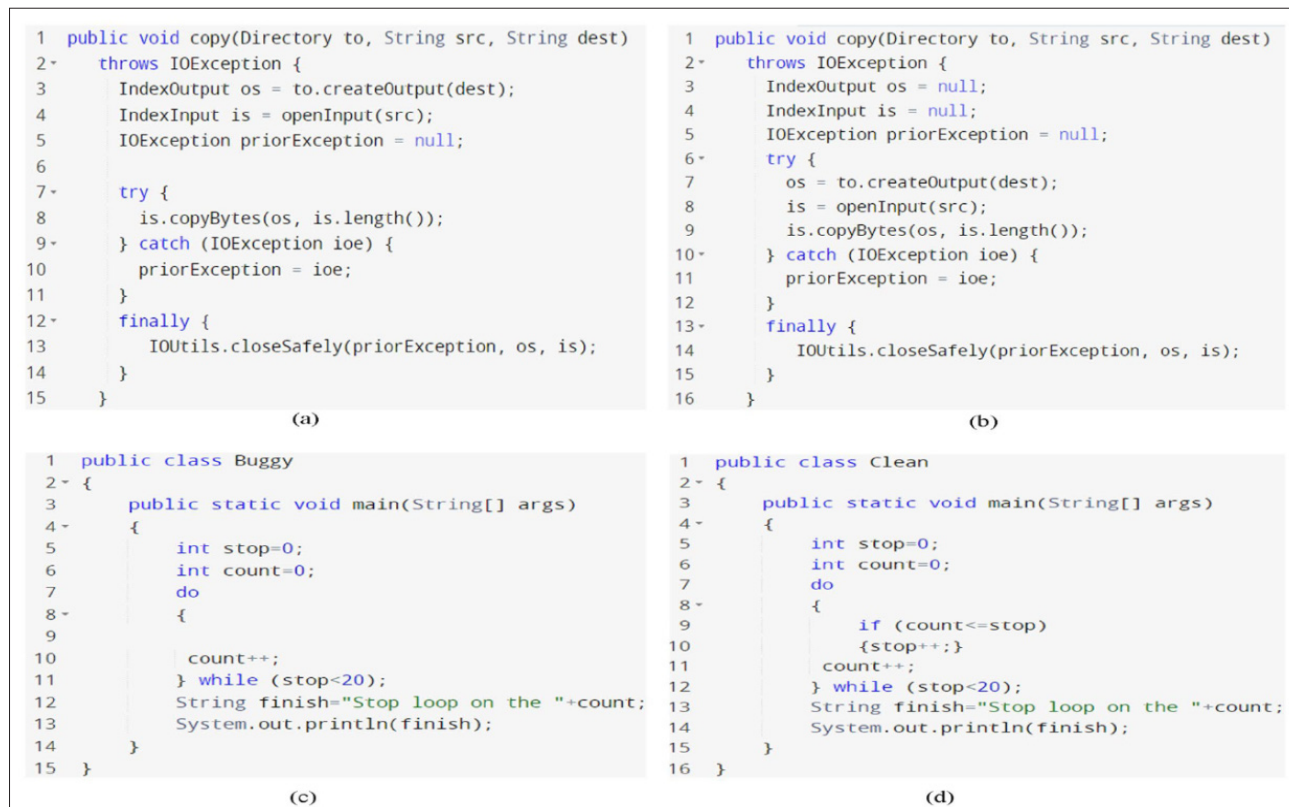 1 public void copy(Directory to, String src, String dest)
2 throws IOException {
3 IndexOutput os = to.createOutput(dest);
4 IndexInput is = openInput(src);
5 IOException priorException = null;
6
7 try {
8 is.copyBytes(os, is.length());
9 } catch (IOException ioe) {
10 priorException = ioe;
11 }
12 finally {
13 IOUtils.closeSafely(priorException, os, is);
14 }
15 }
(a)
1 public void copy(Directory to, String src, String dest)
2 throws IOException {
3 IndexOutput os = null;
4 IndexInput is = null;
5 IOException priorException = null;
6 try {
7 os = to.createOutput(dest);
8 is = openInput(src);
9 is.copyBytes(os, is.length());
10 } catch (IOException ioe) {
11 priorException = ioe;
12 }
13 finally {
14 IOUtils.closeSafely(priorException, os, is);
15 }
16 }
(b)
1 public class Buggy
2 {
3 public static void main(String[] args)
4 {
5 int stop=0;
6 int count=0;
7 do
8 {
9
10 count++;
11 } while (stop<20);
12 String finish="Stop loop on the "+count;
13 System.out.println(finish);
14 }
15 }
(c)
1 public class Clean
2 {
3 public static void main(String[] args)
4 {
5 int stop=0;
6 int count=0;
7 do
8 {
9 if (count<=stop)
10 {stop++;}
11 count++;
12 } while (stop<20);
13 String finish="Stop loop on the "+count;
14 System.out.println(finish);
15 }
16 }
(d)